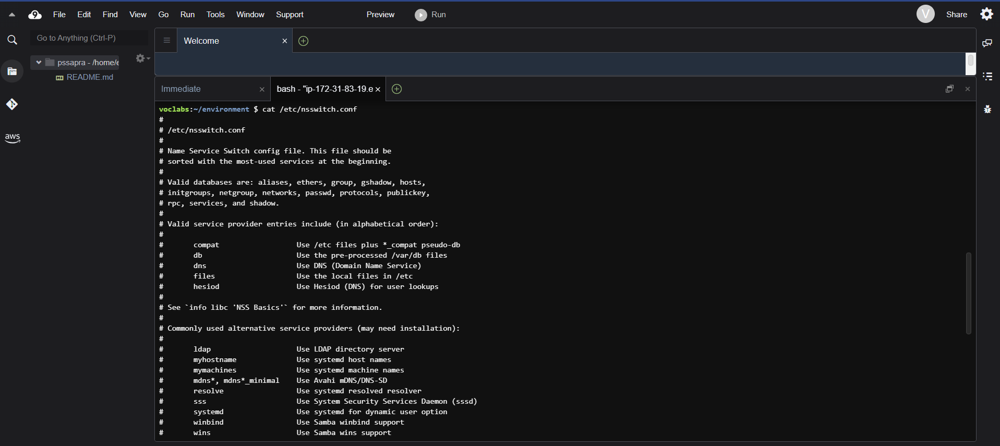 9 File Edit Find View Go Run Tools Window Support Preview Run V Share
Go to Anything (Ctrl-P)
Welcome
pssapra - /home/e
README.md
aws
Immediate
bash - "ip-172-31-83-19.e
voclabs:~/environment $ cat /etc/nsswitch.conf
#
# /etc/nsswitch.conf
#
# Name Service Switch config file. This file should be
# sorted with the most-used services at the beginning.
#
# Valid databases are: aliases, ethers, group, gshadow, hosts,
# initgroups, netgroup, networks, passwd, protocols, publickey,
# rpc, services, and shadow.
#
# Valid service provider entries include (in alphabetical order):
#
#       compat                  Use /etc files plus *_compat pseudo-db
#       db                      Use the pre-processed /var/db files
#       dns                     Use DNS (Domain Name Service)
#       files                   Use the local files in /etc
#       hesiod                  Use Hesiod (DNS) for user lookups
#
# See `info libc 'NSS Basics'` for more information.
#
# Commonly used alternative service providers (may need installation):
#
#       ldap                    Use LDAP directory server
#       myhostname              Use systemd host names
#       mymachines              Use systemd machine names
#       mdns*, mdns*_minimal    Use Avahi mDNS/DNS-SD
#       resolve                 Use systemd resolved resolver
#       sss                     Use System Security Services Daemon (sssd)
#       systemd                 Use systemd for dynamic user option
#       winbind                 Use Samba winbind support
#       wins                    Use Samba wins support